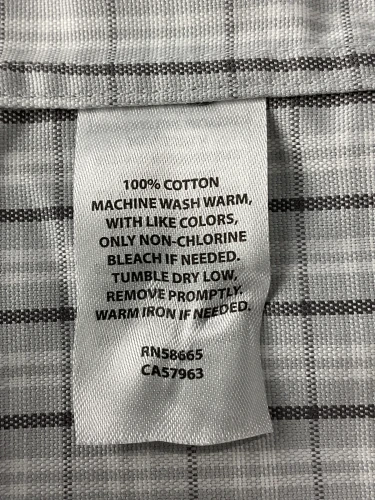 100% COTTON
MACHINE WASH WARM,
WITH LIKE COLORS,
ONLY NON-CHLORINE
BLEACH IF NEEDED.
TUMBLE DRY LOW,
REMOVE PROMPTLY.
WARM IRON IF NEEDED.
RN58665
CA57963